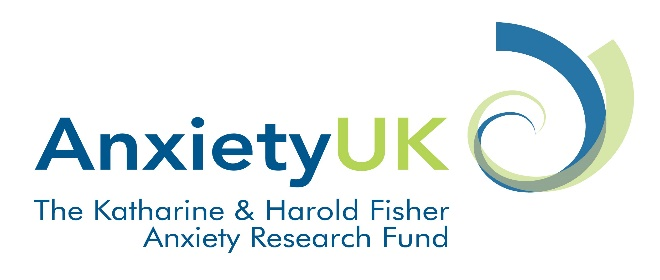 AnxietyUK
The Katharine & Harold Fisher
Anxiety Research Fund